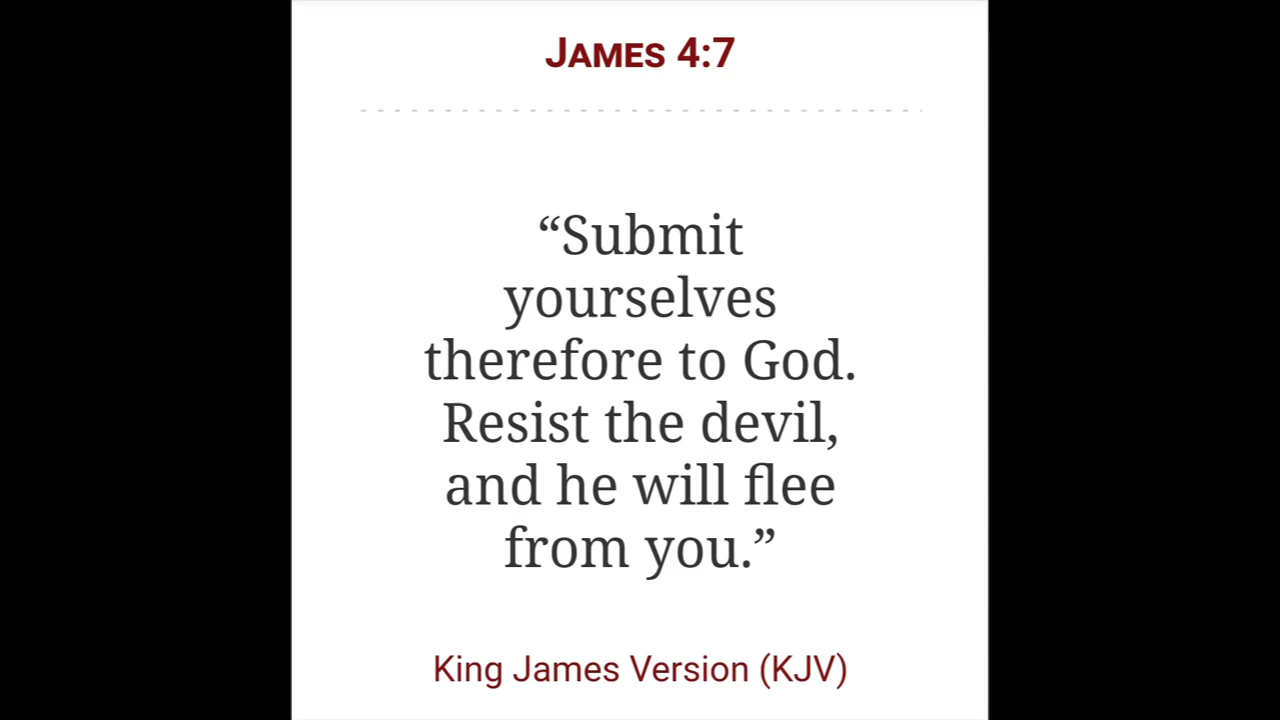 JAMES 4:7
“Submit
yourselves
therefore to God.
Resist the devil,
and he will flee
from you.”
King James Version (KJV)